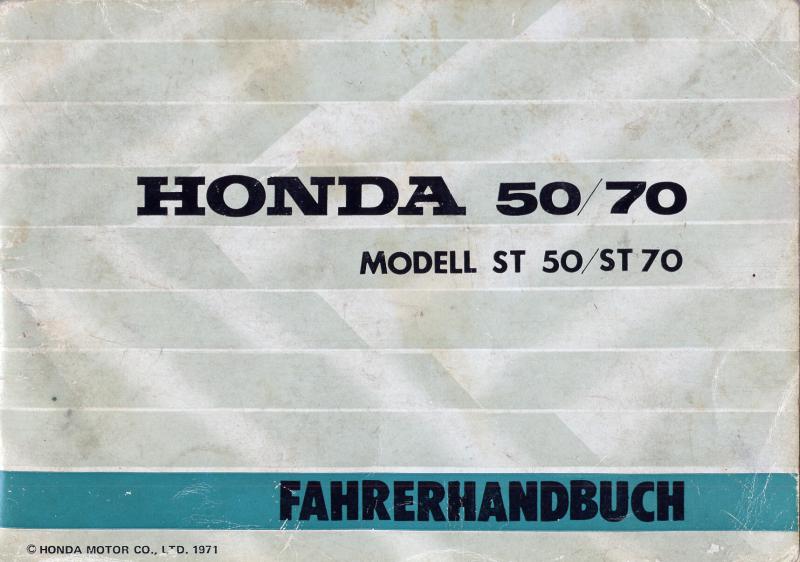 HONDA 50/70
MODELL ST 50/ST 70
FAHRERHANDBUCH
© HONDA MOTOR CO., LTD. 1971